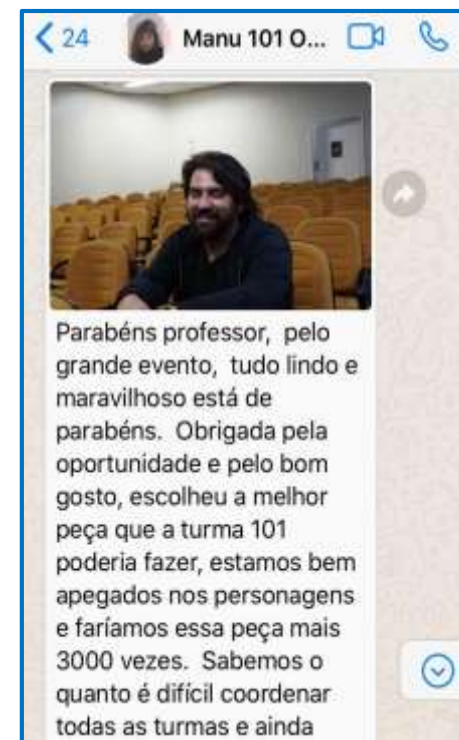 24
Manu 101 O...
Parabéns professor, pelo
grande evento, tudo lindo e
maravilhoso está de
parabéns. Obrigada pela
oportunidade e pelo bom
gosto, escolheu a melhor
peça que a turma 101
poderia fazer, estamos bem
apegados nos personagens
e faríamos essa peça mais
3000 vezes. Sabemos o
quanto é difícil coordenar
todas as turmas e ainda